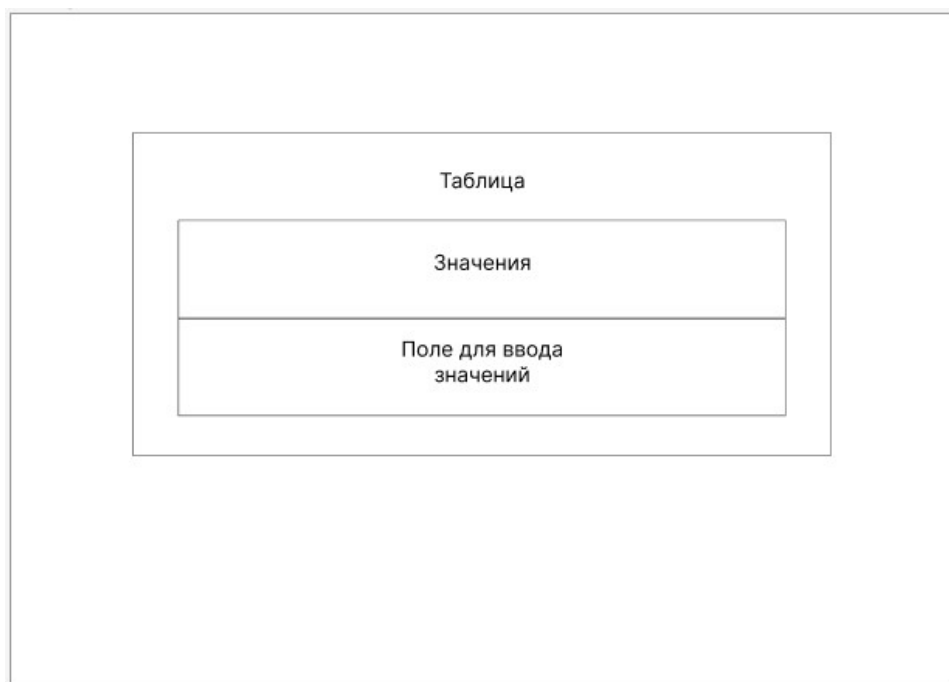 Таблица
Значения
Поле для ввода
значений